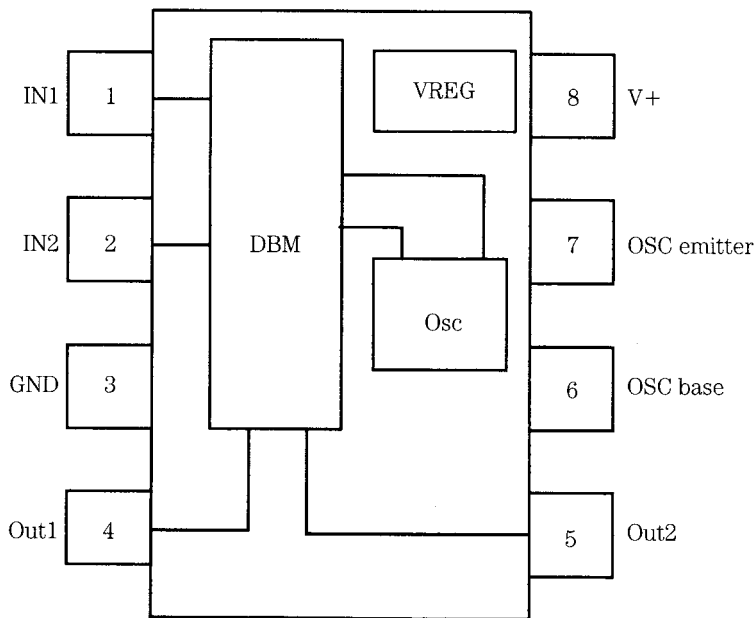 IN1 1 VREG 8 V+
IN2 2 DBM 7 OSC emitter
Osc
GND 3 6 OSC base
Out1 4 5 Out2